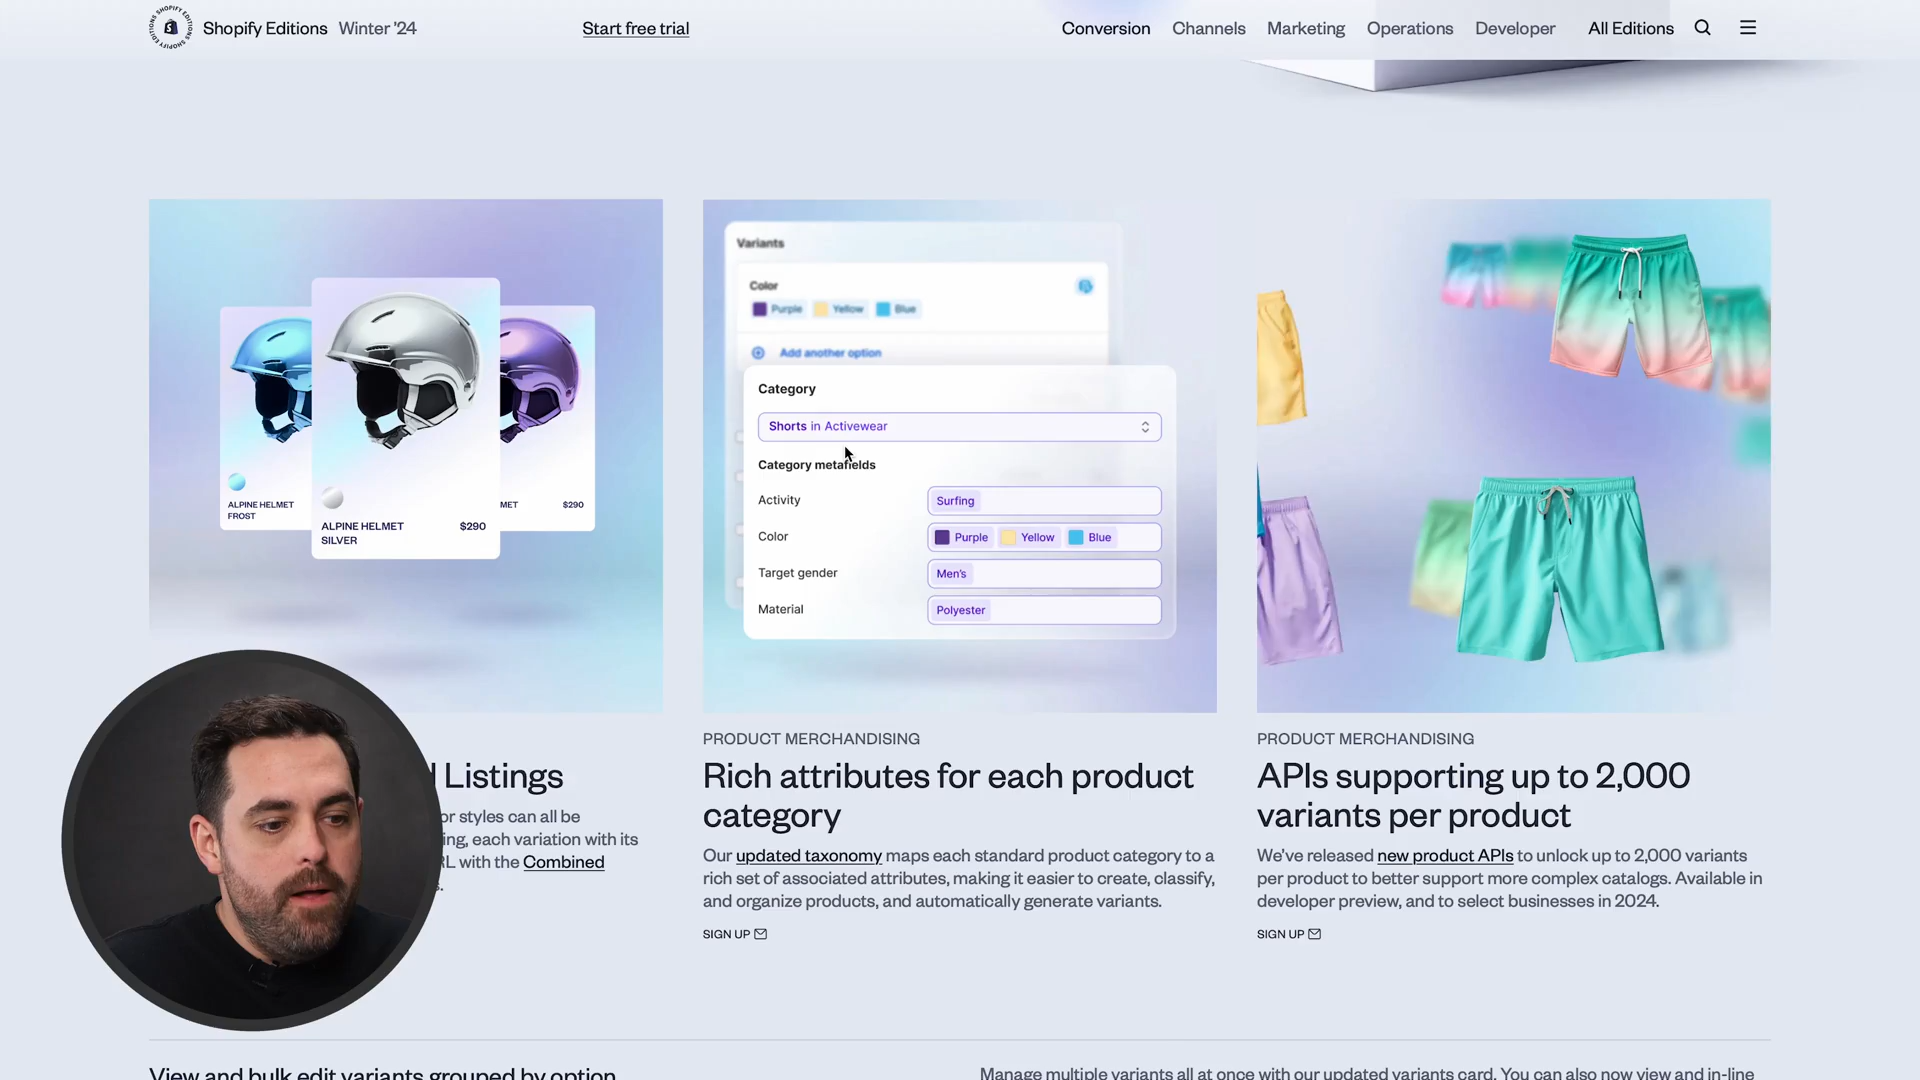 SHOPIFY EDITIONS SHOPIFY EDITIONS
Shopify Editions Winter '24
Start free trial
Conversion Channels Marketing Operations Developer All Editions
ALPINE HELMET
FROST
ALPINE HELMET $290
SILVER
MET $290
Variants
Color
Purple Yellow Blue
Add another option
Category
Shorts in Activewear
Category metafields
Activity Surfing
Color Purple Yellow Blue
Target gender Men's
Material Polyester
Listings
or styles can all be
ing, each variation with its
RL with the Combined
s.
PRODUCT MERCHANDISING
Rich attributes for each product
category
Our updated taxonomy maps each standard product category to a
rich set of associated attributes, making it easier to create, classify,
and organize products, and automatically generate variants.
SIGN UP
PRODUCT MERCHANDISING
APIs supporting up to 2,000
variants per product
We've released new product APIs to unlock up to 2,000 variants
per product to better support more complex catalogs. Available in
developer preview, and to select businesses in 2024.
SIGN UP
View and bulk edit variants grouped by option
Manage multiple variants all at once with our updated variants card. You can also now view and in-line